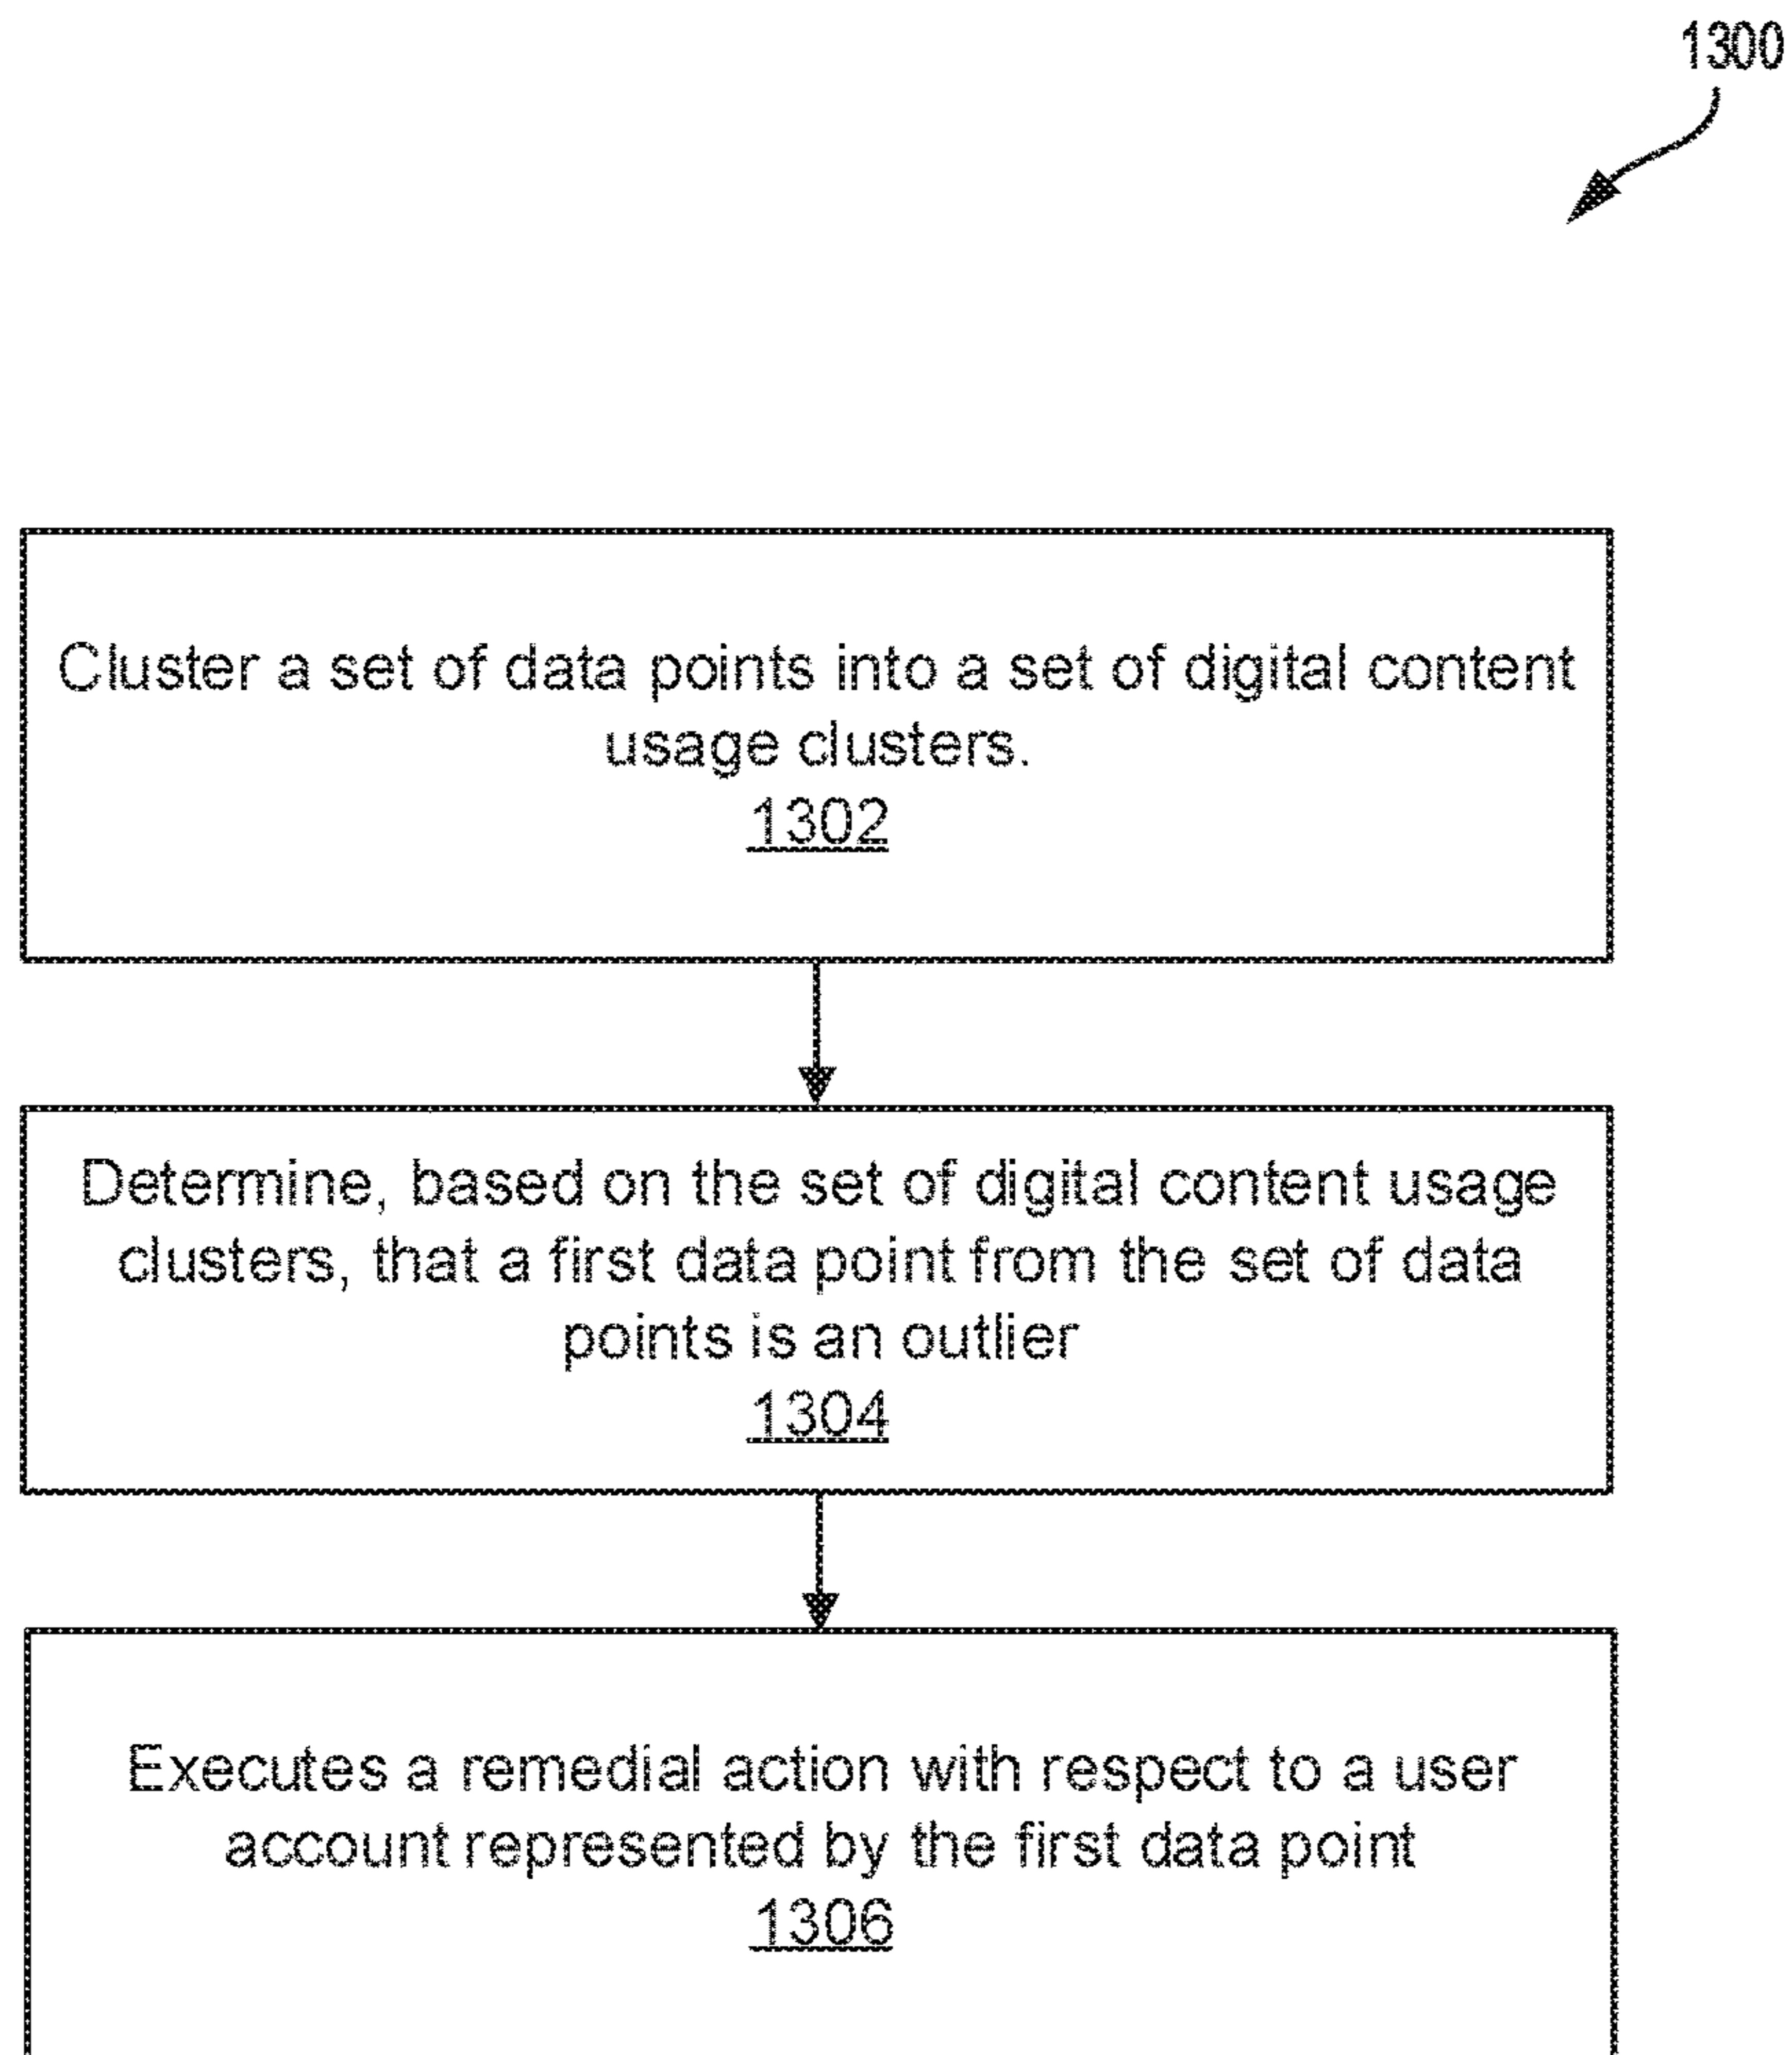 1300
Cluster a set of data points into a set of digital content
usage clusters.
1302
Determine, based on the set of digital content usage
clusters, that a first data point from the set of data
points is an outlier
1304
Executes a remedial action with respect to a user
account represented by the first data point
1306